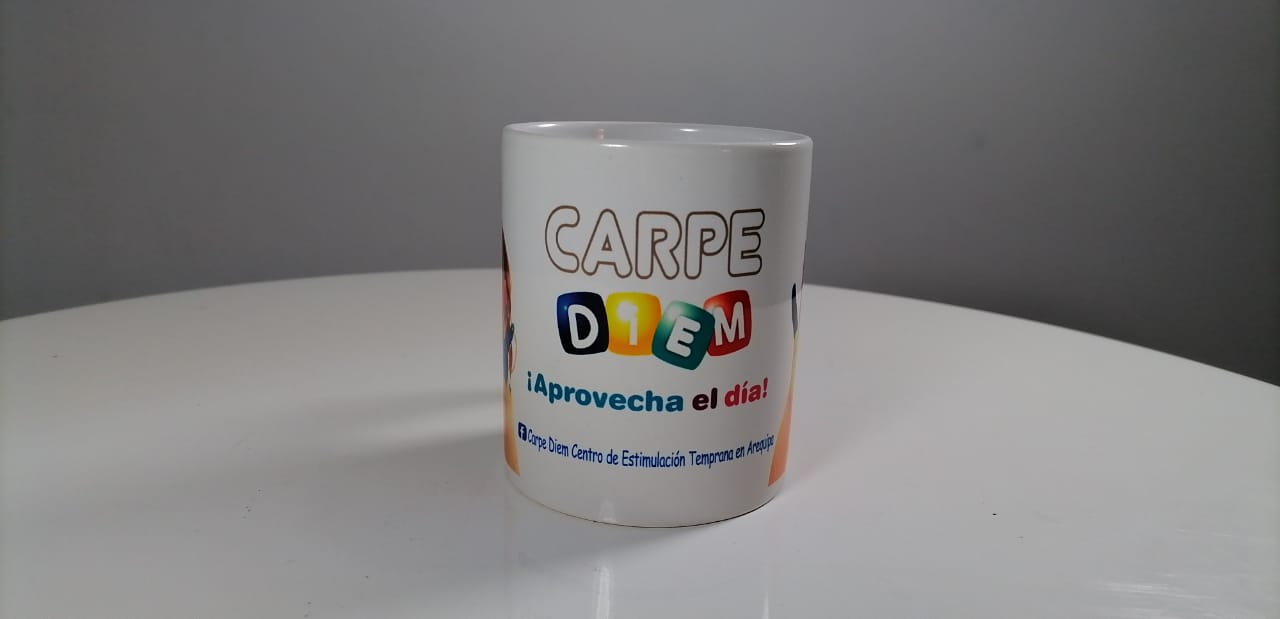 CARPE
DiEM
¡Aprovecha el día!
Carpe Diem Centro de Estimulación Temprana en Arequipa